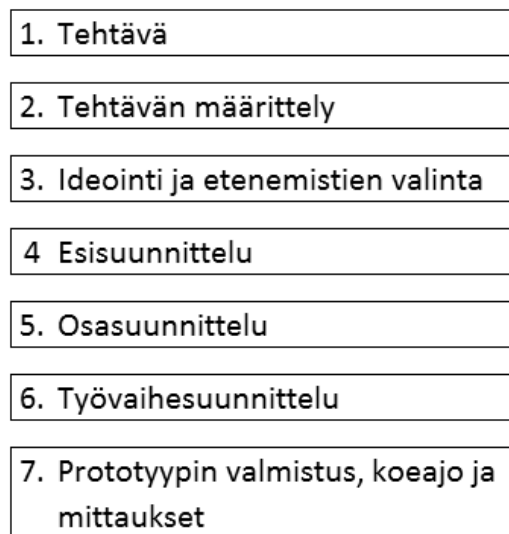 1. Tehtävä
2. Tehtävän määrittely
3. Ideointi ja etenemistien valinta
4 Esisuunnittelu
5. Osasuunnittelu
6. Työvaihesuunnittelu
7. Prototyypin valmistus, koeajo ja
mittaukset